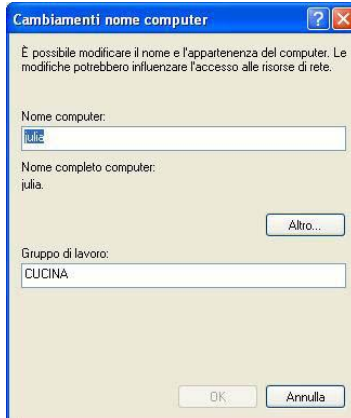 Cambiamenti nome computer
È possibile modificare il nome e l'appartenenza del computer. Le
modifiche potrebbero influenzare l'accesso alle risorse di rete.
Nome computer:
julia
Nome completo computer:
julia.
Altro...
Gruppo di lavoro:
CUCINA
OK
Annulla